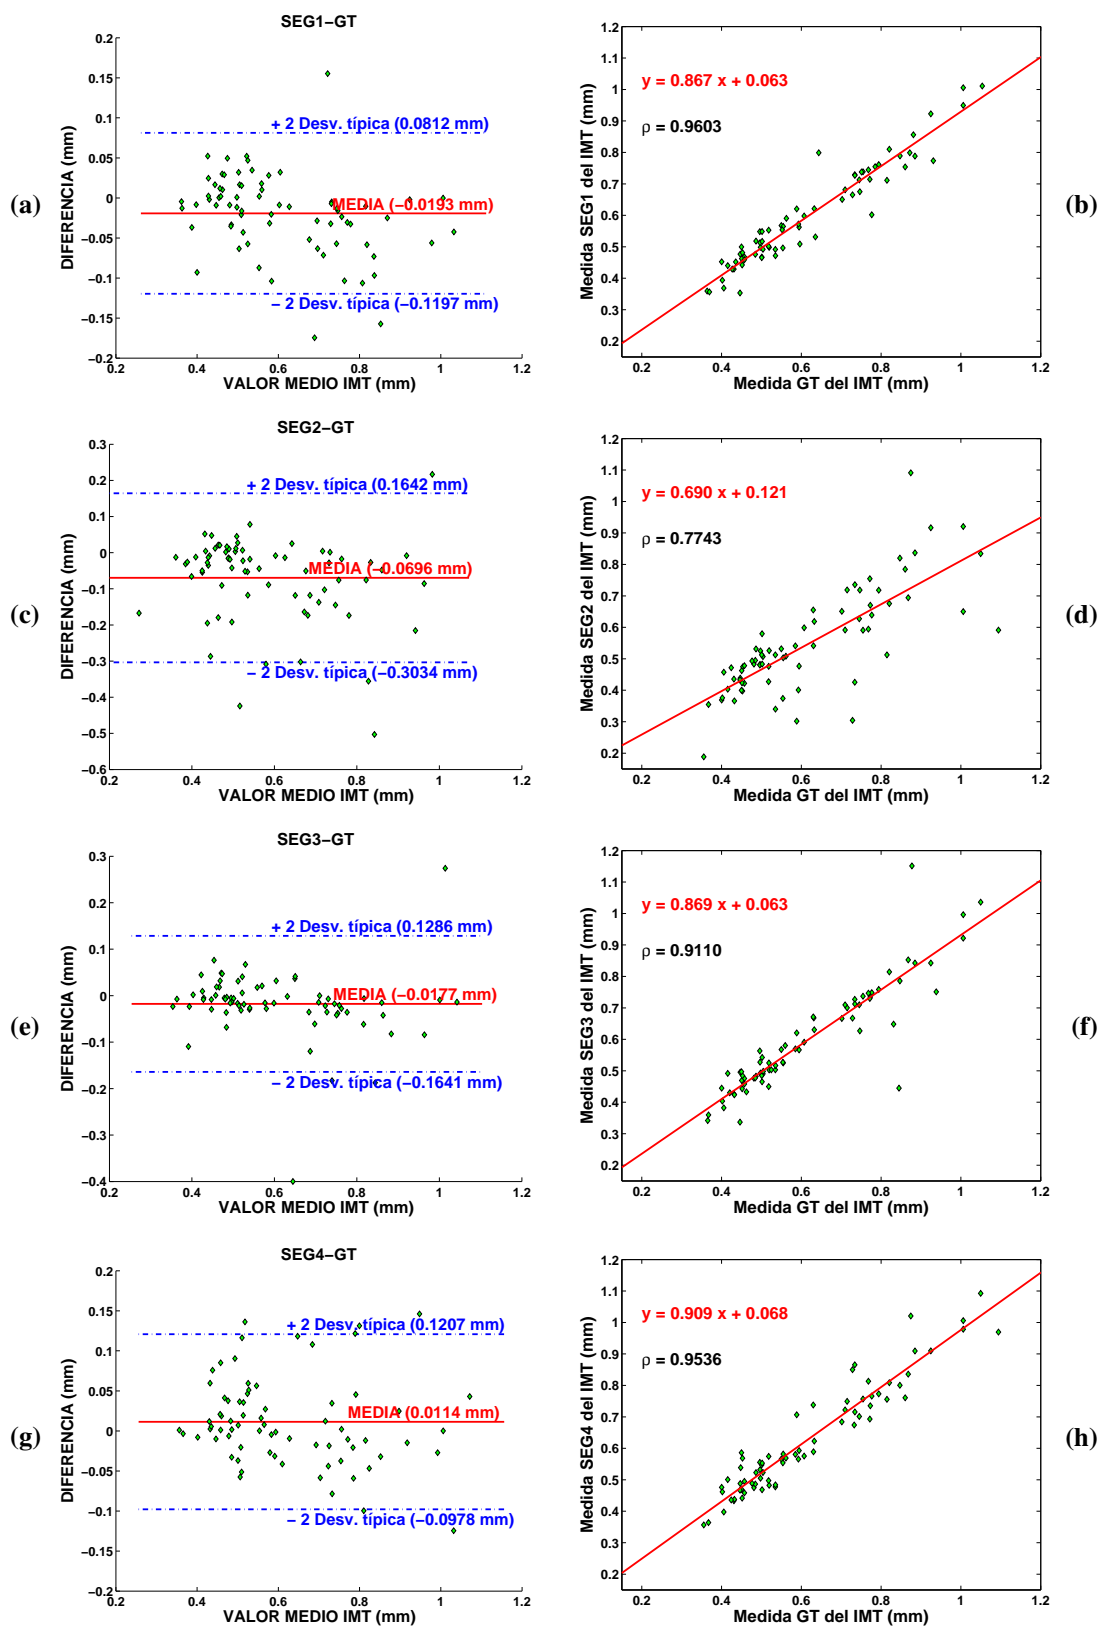 SEG1−GT
0.2
0.15
0.1
0.05
0
−0.05
−0.1
−0.15
−0.2
0.2 0.4 0.6 0.8 1 1.2
DIFERENCIA (mm)
VALOR MEDIO IMT (mm)
+ 2 Desv. típica (0.0812 mm)
MEDIA (−0.0193 mm)
− 2 Desv. típica (−0.1197 mm)
(a)
1.2
1.1
1
0.9
0.8
0.7
0.6
0.5
0.4
0.3
0.2
0.2 0.4 0.6 0.8 1 1.2
Medida SEG1 del IMT (mm)
Medida GT del IMT (mm)
y = 0.867 x + 0.063
ρ = 0.9603
(b)
SEG2−GT
0.3
0.2
0.1
0
−0.1
−0.2
−0.3
−0.4
−0.5
−0.6
0.2 0.4 0.6 0.8 1 1.2
DIFERENCIA (mm)
VALOR MEDIO IMT (mm)
+ 2 Desv. típica (0.1642 mm)
MEDIA (−0.0696 mm)
− 2 Desv. típica (−0.3034 mm)
(c)
1.2
1.1
1
0.9
0.8
0.7
0.6
0.5
0.4
0.3
0.2
0.2 0.4 0.6 0.8 1 1.2
Medida SEG2 del IMT (mm)
Medida GT del IMT (mm)
y = 0.690 x + 0.121
ρ = 0.7743
(d)
SEG3−GT
0.3
0.2
0.1
0
−0.1
−0.2
−0.3
−0.4
0.2 0.4 0.6 0.8 1 1.2
DIFERENCIA (mm)
VALOR MEDIO IMT (mm)
+ 2 Desv. típica (0.1286 mm)
MEDIA (−0.0177 mm)
− 2 Desv. típica (−0.1641 mm)
(e)
1.2
1.1
1
0.9
0.8
0.7
0.6
0.5
0.4
0.3
0.2
0.2 0.4 0.6 0.8 1 1.2
Medida SEG3 del IMT (mm)
Medida GT del IMT (mm)
y = 0.869 x + 0.063
ρ = 0.9110
(f)
SEG4−GT
0.2
0.15
0.1
0.05
0
−0.05
−0.1
−0.15
−0.2
0.2 0.4 0.6 0.8 1 1.2
DIFERENCIA (mm)
VALOR MEDIO IMT (mm)
+ 2 Desv. típica (0.1207 mm)
MEDIA (0.0114 mm)
− 2 Desv. típica (−0.0978 mm)
(g)
1.2
1.1
1
0.9
0.8
0.7
0.6
0.5
0.4
0.3
0.2
0.2 0.4 0.6 0.8 1 1.2
Medida SEG4 del IMT (mm)
Medida GT del IMT (mm)
y = 0.909 x + 0.068
ρ = 0.9536
(h)